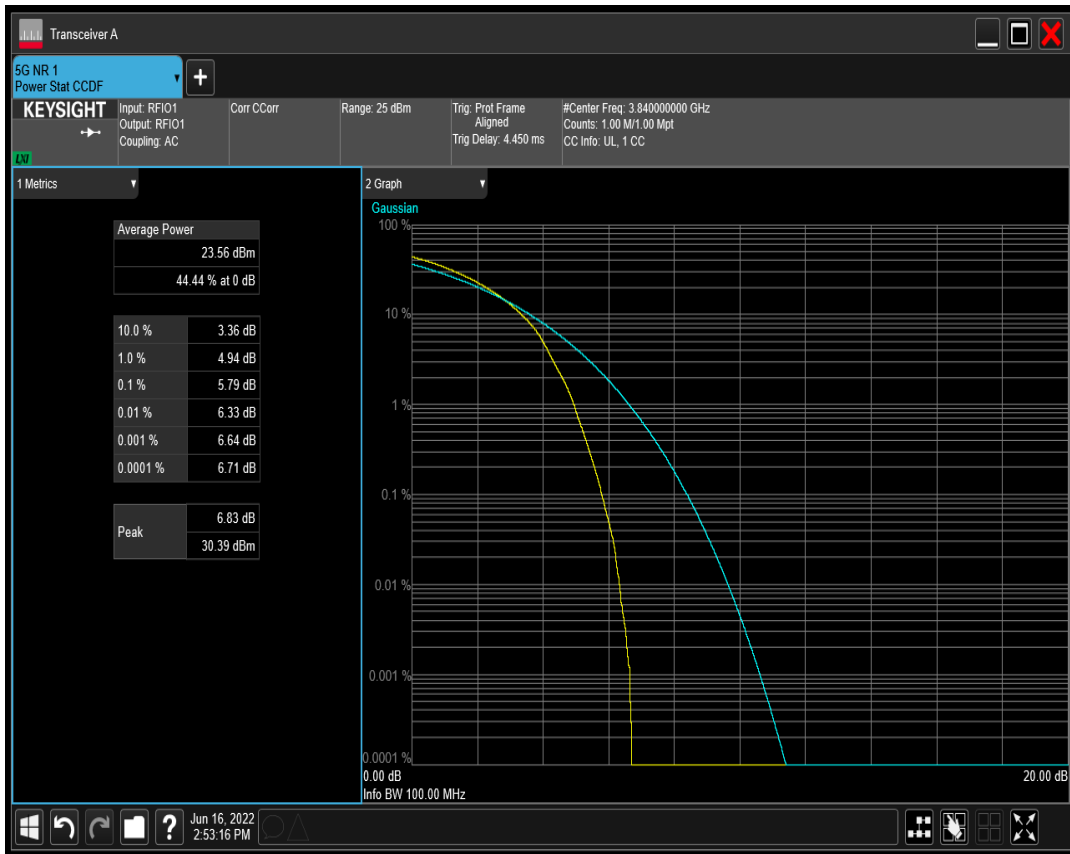 Transceiver A
5G NR 1
Power Stat CCDF
+
KEYSIGHT
LXI
Input: RFIO1
Output: RFIO1
Coupling: AC
Corr CCorr
Range: 25 dBm
Trig: Prot Frame
Aligned
Trig Delay: 4.450 ms
#Center Freq: 3.840000000 GHz
Counts: 1.00 M/1.00 Mpt
CC Info: UL, 1 CC
1 Metrics
Average Power
23.56 dBm
44.44 % at 0 dB
10.0 % 3.36 dB
1.0 % 4.94 dB
0.1 % 5.79 dB
0.01 % 6.33 dB
0.001 % 6.64 dB
0.0001 % 6.71 dB
Peak
6.83 dB
30.39 dBm
2 Graph
Gaussian
100 %
10 %
1 %
0.1 %
0.01 %
0.001 %
0.0001 %
0.00 dB 20.00 dB
Info BW 100.00 MHz
?
Jun 16, 2022
2:53:16 PM